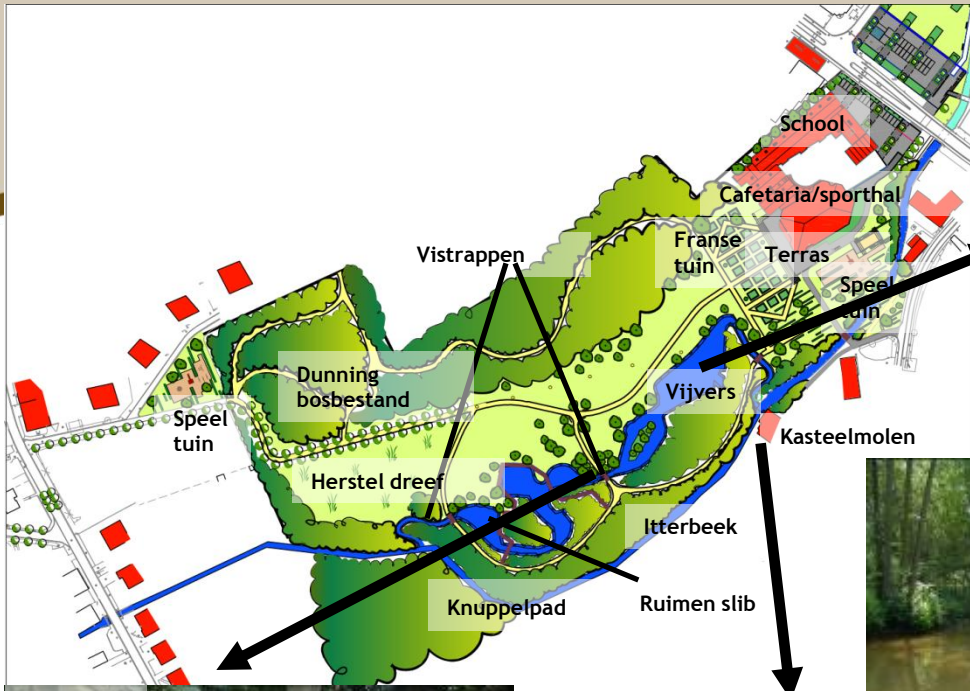 School
Cafetaria/sporthal
Vistrappen
Franse
tuin
Terras
Speel
tuin
Dunning
bosbestand
Vijvers
Speel
tuin
Kasteelmolen
Herstel dreef
Itterbeek
Knuppelpad
Ruimen slib